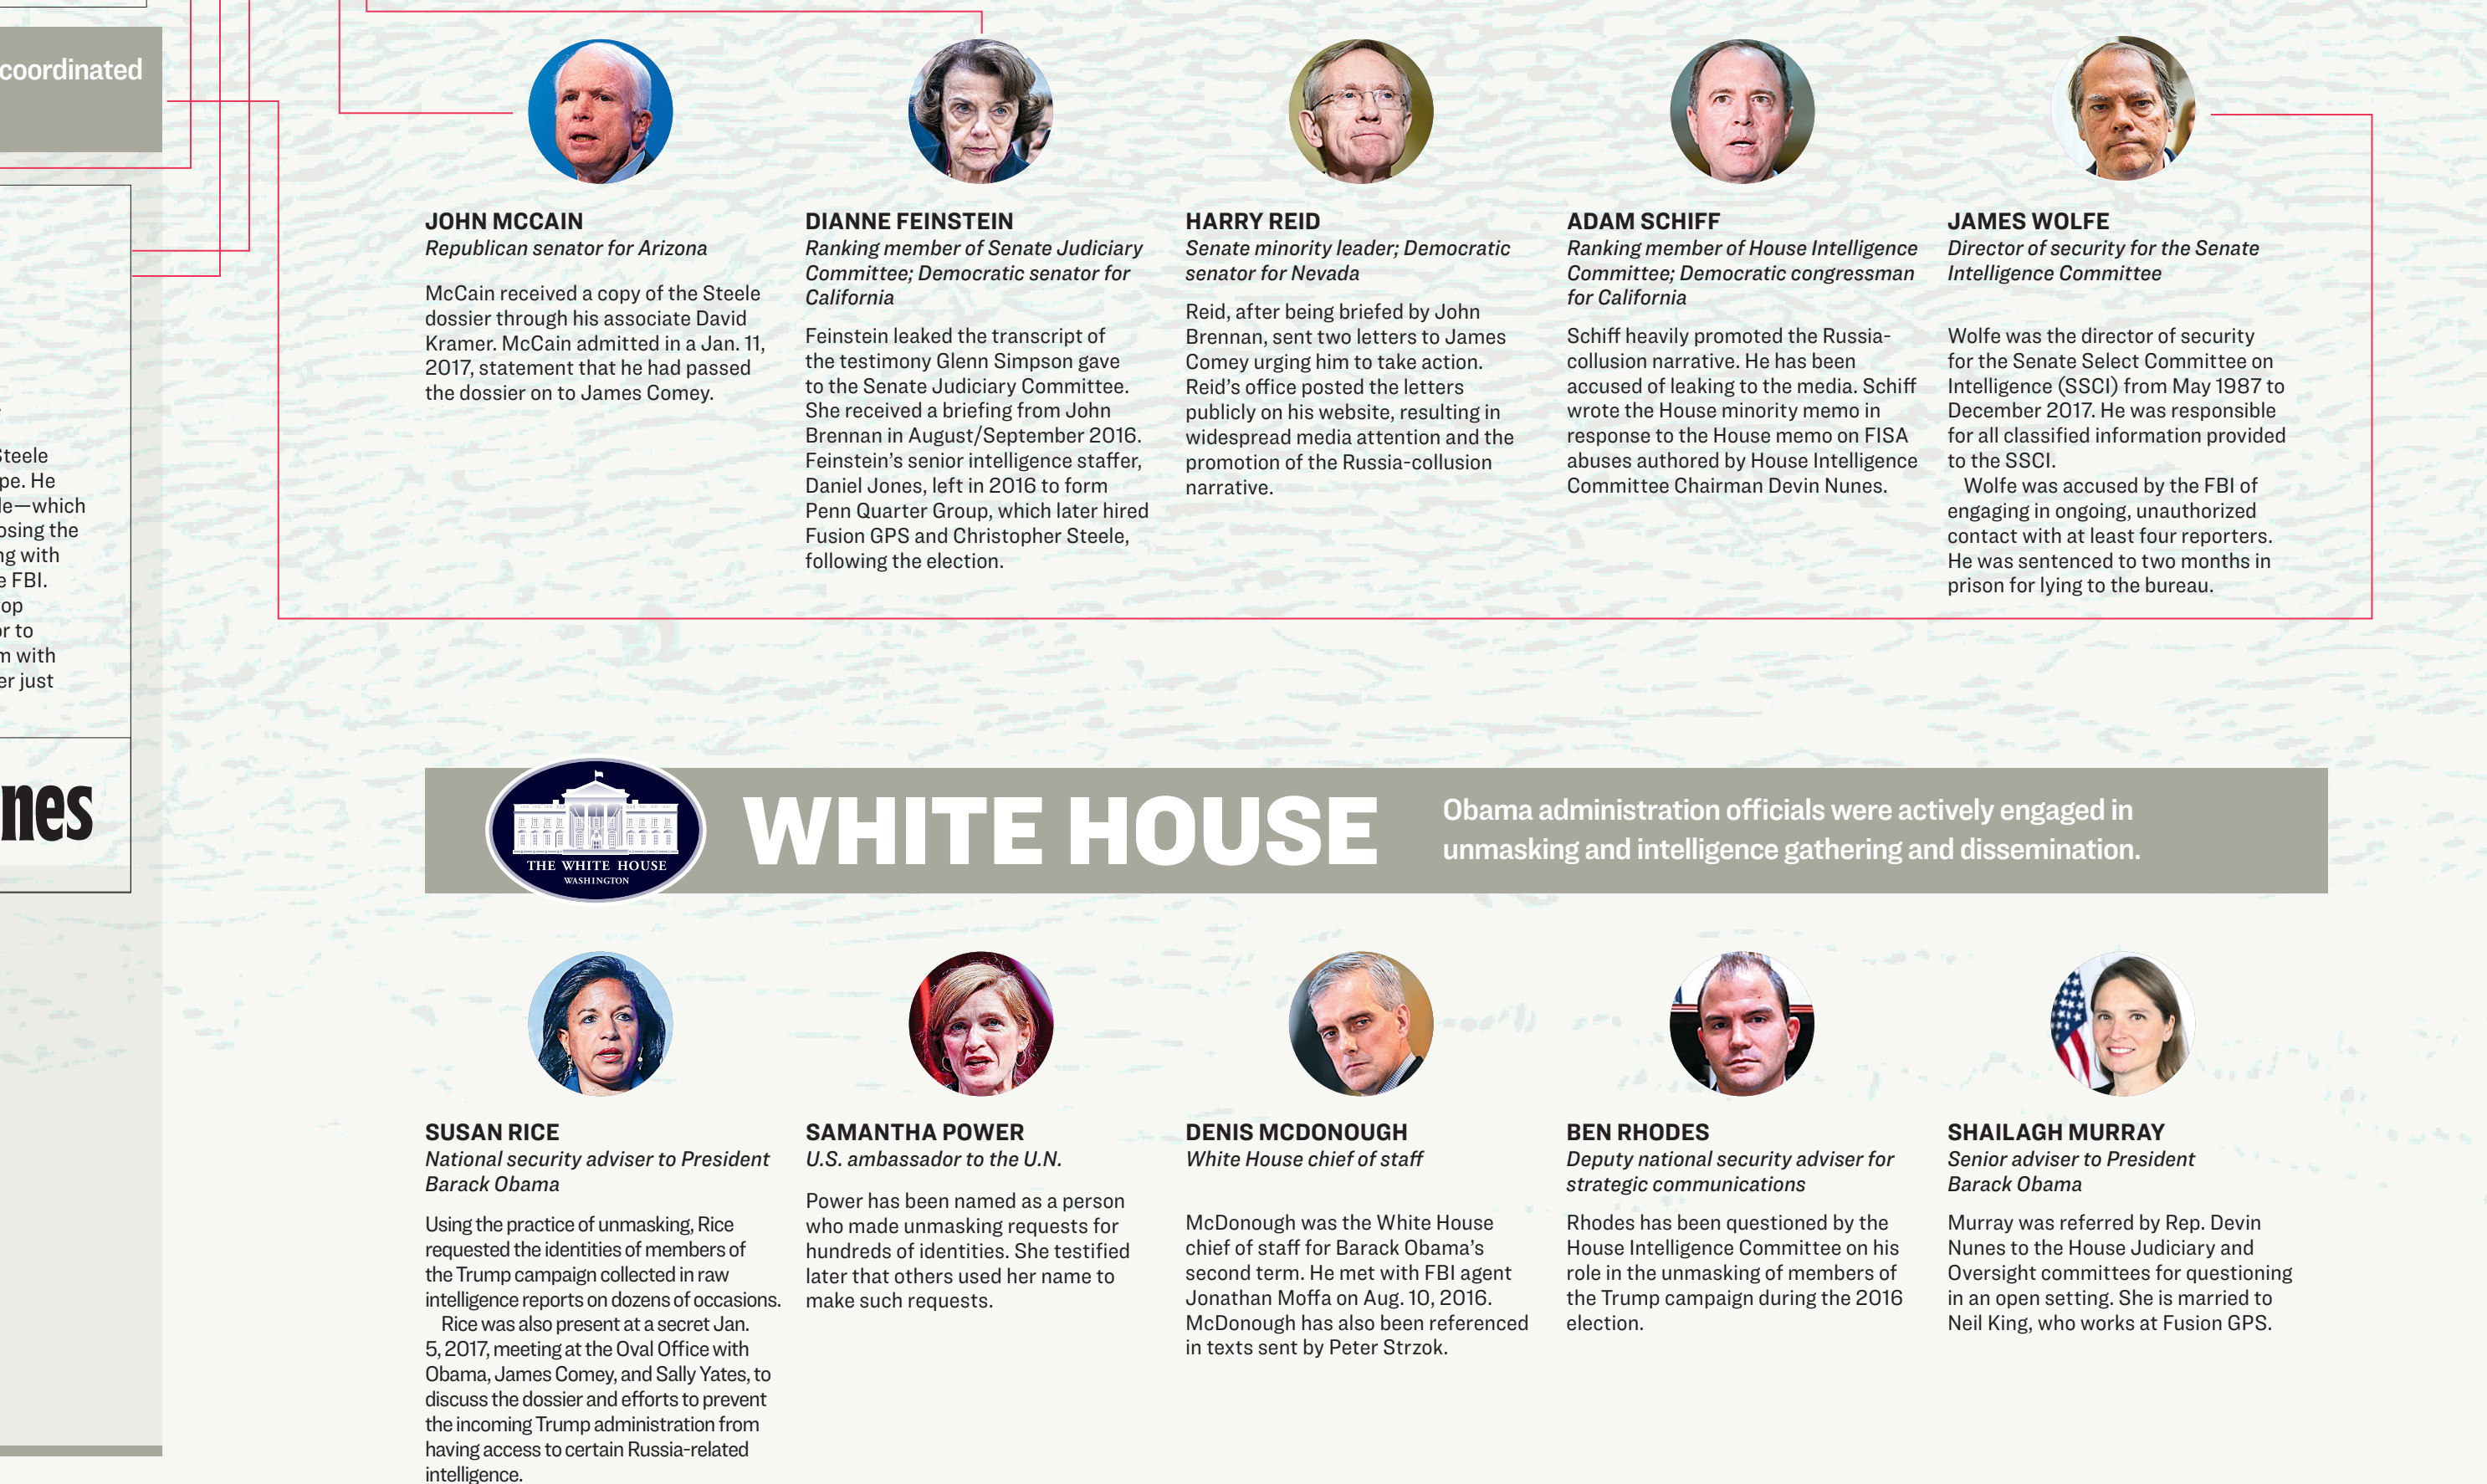 coordinated
Steele
pe. He
le—which
osing the
ng with
e FBI.
op
or to
m with
er just
nes
JOHN MCCAIN
Republican senator for Arizona
McCain received a copy of the Steele
dossier through his associate David
Kramer. McCain admitted in a Jan. 11,
2017, statement that he had passed
the dossier on to James Comey.
DIANNE FEINSTEIN
Ranking member of Senate Judiciary
Committee; Democratic senator for
California
Feinstein leaked the transcript of
the testimony Glenn Simpson gave
to the Senate Judiciary Committee.
She received a briefing from John
Brennan in August/September 2016.
Feinstein's senior intelligence staffer,
Daniel Jones, left in 2016 to form
Penn Quarter Group, which later hired
Fusion GPS and Christopher Steele,
following the election.
HARRY REID
Senate minority leader; Democratic
senator for Nevada
Reid, after being briefed by John
Brennan, sent two letters to James
Comey urging him to take action.
Reid's office posted the letters
publicly on his website, resulting in
widespread media attention and the
promotion of the Russia-collusion
narrative.
ADAM SCHIFF
Ranking member of House Intelligence
Committee; Democratic congressman
for California
Schiff heavily promoted the Russia-
collusion narrative. He has been
accused of leaking to the media. Schiff
wrote the House minority memo in
response to the House memo on FISA
abuses authored by House Intelligence
Committee Chairman Devin Nunes.
JAMES WOLFE
Director of security for the Senate
Intelligence Committee
Wolfe was the director of security
for the Senate Select Committee on
Intelligence (SSCI) from May 1987 to
December 2017. He was responsible
for all classified information provided
to the SSCI.
Wolfe was accused by the FBI of
engaging in ongoing, unauthorized
contact with at least four reporters.
He was sentenced to two months in
prison for lying to the bureau.
THE WHITE HOUSE
WASHINGTON
WHITE HOUSE
Obama administration officials were actively engaged in
unmasking and intelligence gathering and dissemination.
SUSAN RICE
National security adviser to President
Barack Obama
Using the practice of unmasking, Rice
requested the identities of members of
the Trump campaign collected in raw
intelligence reports on dozens of occasions.
Rice was also present at a secret Jan.
5, 2017, meeting at the Oval Office with
Obama, James Comey, and Sally Yates, to
discuss the dossier and efforts to prevent
the incoming Trump administration from
having access to certain Russia-related
intelligence.
SAMANTHA POWER
U.S. ambassador to the U.N.
Power has been named as a person
who made unmasking requests for
hundreds of identities. She testified
later that others used her name to
make such requests.
DENIS MCDONOUGH
White House chief of staff
McDonough was the White House
chief of staff for Barack Obama's
second term. He met with FBI agent
Jonathan Moffa on Aug. 10, 2016.
McDonough has also been referenced
in texts sent by Peter Strzok.
BEN RHODES
Deputy national security adviser for
strategic communications
Rhodes has been questioned by the
House Intelligence Committee on his
role in the unmasking of members of
the Trump campaign during the 2016
election.
SHAILAGH MURRAY
Senior adviser to President
Barack Obama
Murray was referred by Rep. Devin
Nunes to the House Judiciary and
Oversight committees for questioning
in an open setting. She is married to
Neil King, who works at Fusion GPS.